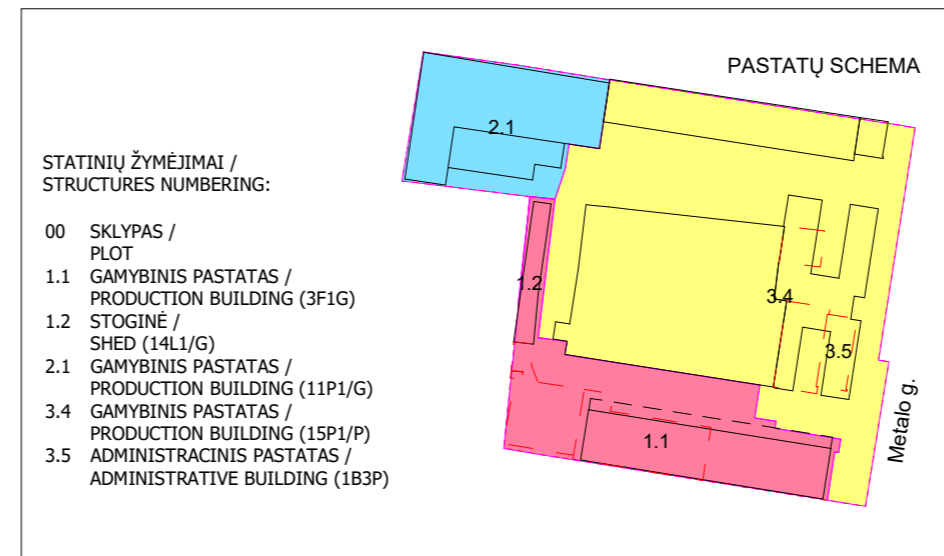 PASTATŲ SCHEMA
STATINIŲ ŽYMĖJIMAI /
STRUCTURES NUMBERING:
00 SKLYPAS /
PLOT
1.1 GAMYBINIS PASTATAS /
PRODUCTION BUILDING (3F1G)
1.2 STOGINĖ /
SHED (14L1/G)
2.1 GAMYBINIS PASTATAS /
PRODUCTION BUILDING (11P1/G)
3.4 GAMYBINIS PASTATAS /
PRODUCTION BUILDING (15P1/P)
3.5 ADMINISTRACINIS PASTATAS /
ADMINISTRATIVE BUILDING (1B3P)
2.1
1.2
3.4
3.5
1.1
Metalo g.